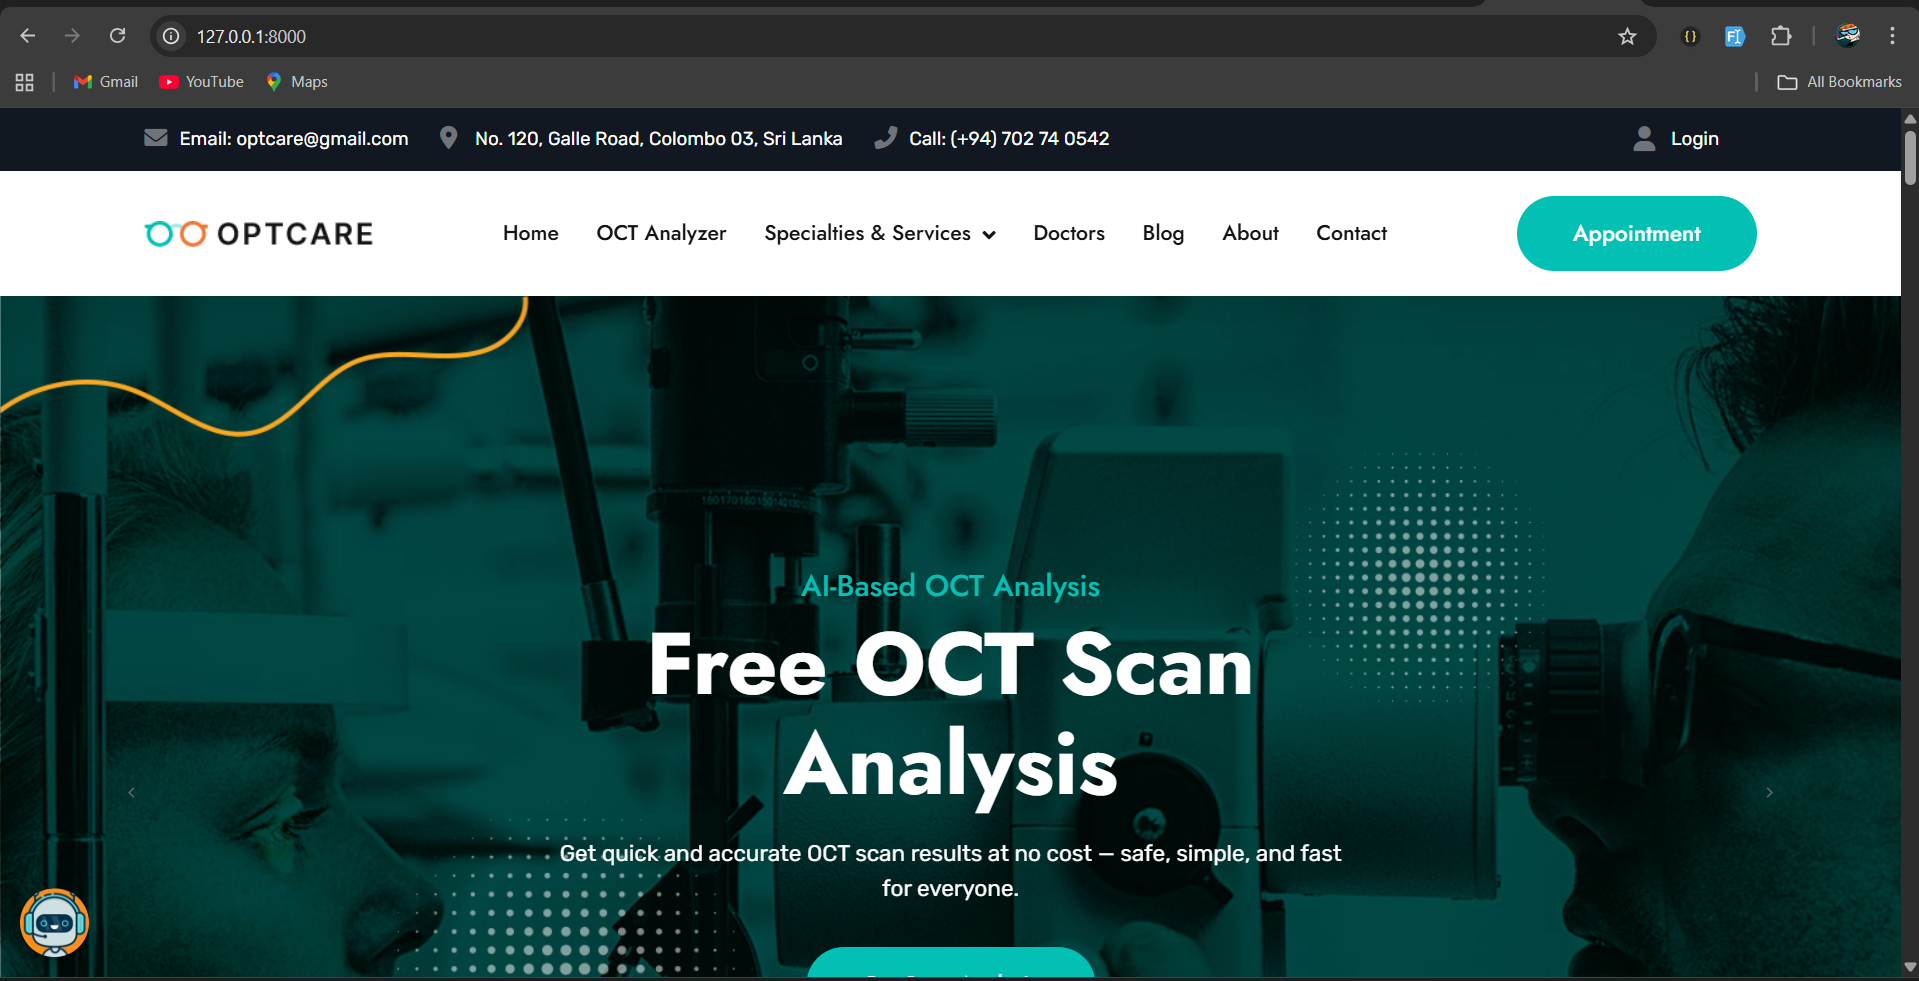 127.0.0.1:8000
Gmail YouTube Maps All Bookmarks
Email: optcare@gmail.com No. 120, Galle Road, Colombo 03, Sri Lanka Call: (+94) 702 74 0542 Login
OPTCARE Home OCT Analyzer Specialties & Services Doctors Blog About Contact Appointment
AI-Based OCT Analysis
Free OCT Scan
Analysis
Get quick and accurate OCT scan results at no cost — safe, simple, and fast
for everyone.